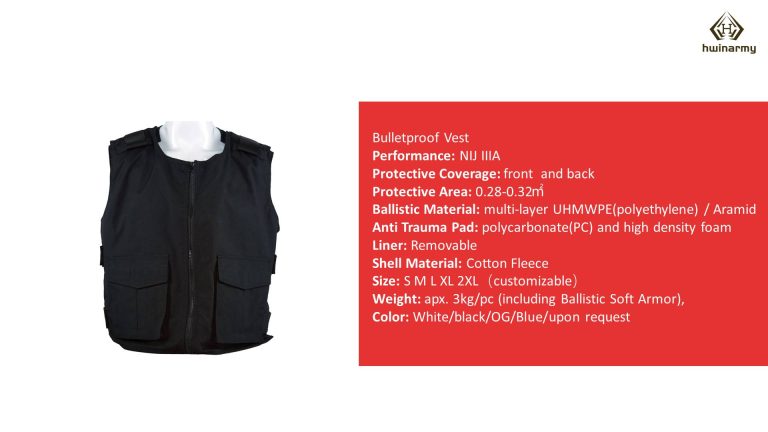 hwinarmy
Bulletproof Vest
Performance: NIJ IIIA
Protective Coverage: front and back
Protective Area: 0.28-0.32㎡
Ballistic Material: multi-layer UHMWPE(polyethylene) / Aramid
Anti Trauma Pad: polycarbonate(PC) and high density foam
Liner: Removable
Shell Material: Cotton Fleece
Size: S M L XL 2XL（customizable）
Weight: apx. 3kg/pc (including Ballistic Soft Armor),
Color: White/black/OG/Blue/upon request